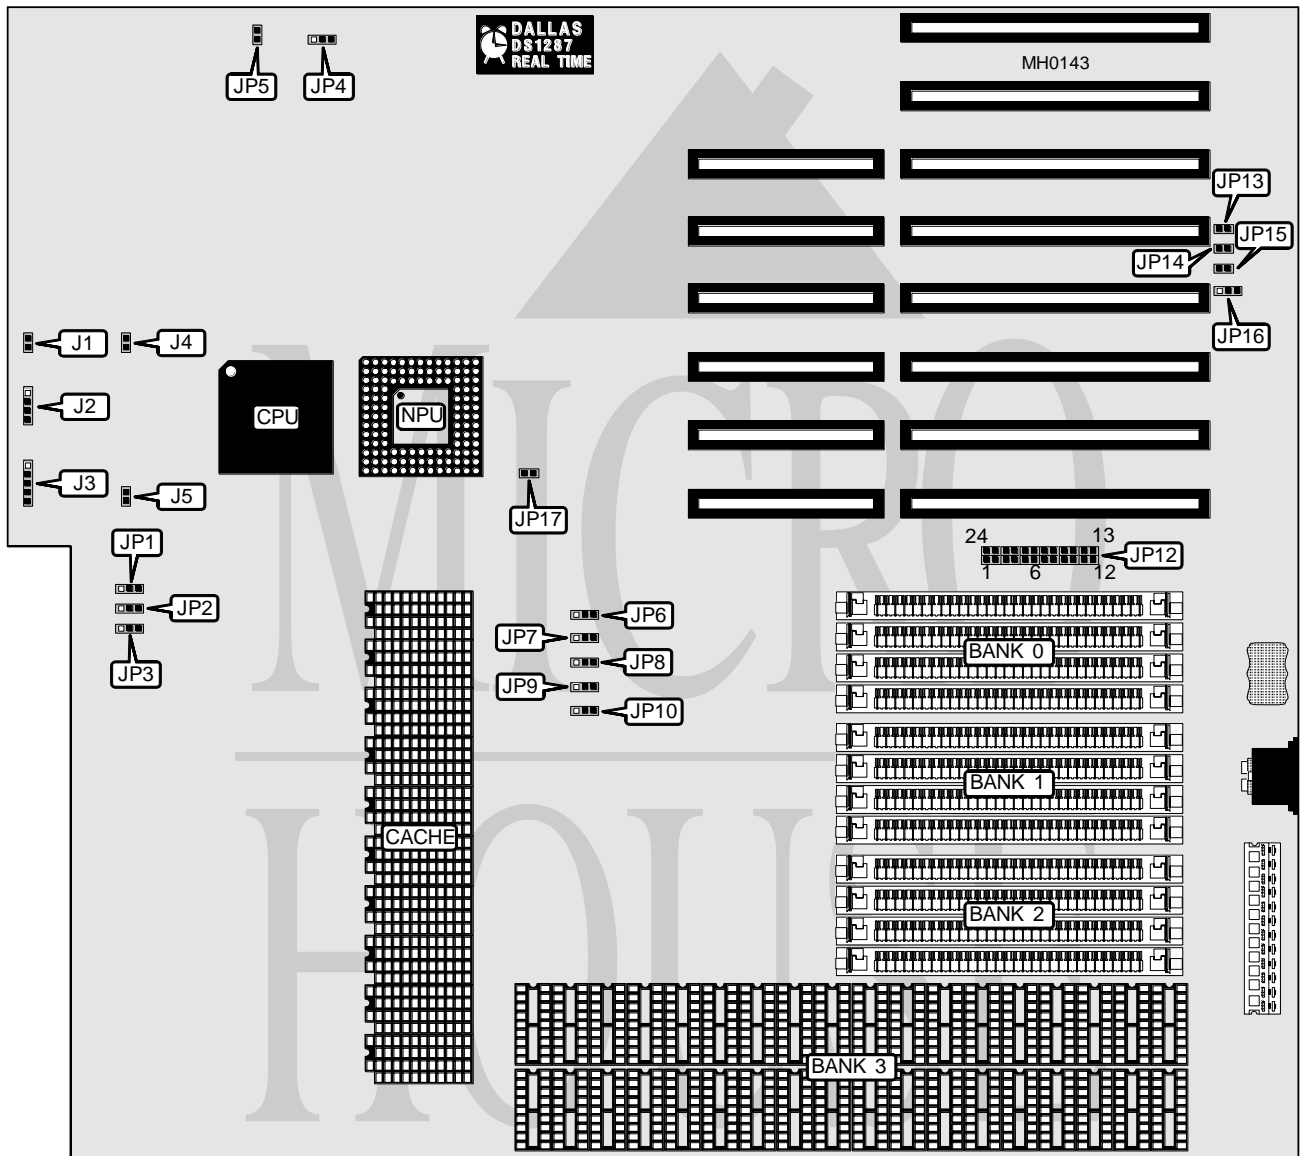 DALLAS
DS1287
REAL TIME
MH0143
JP5
JP4
JP13
JP15
JP14
JP16
J1
J4
J2
CPU
NPU
J3
J5
JP17
JP1
24
13
JP12
1
6
12
JP2
JP6
JP7
JP3
JP8
BANK 0
JP9
JP10
BANK 1
CACHE
BANK 2
BANK 3
MICRO
HOUSE